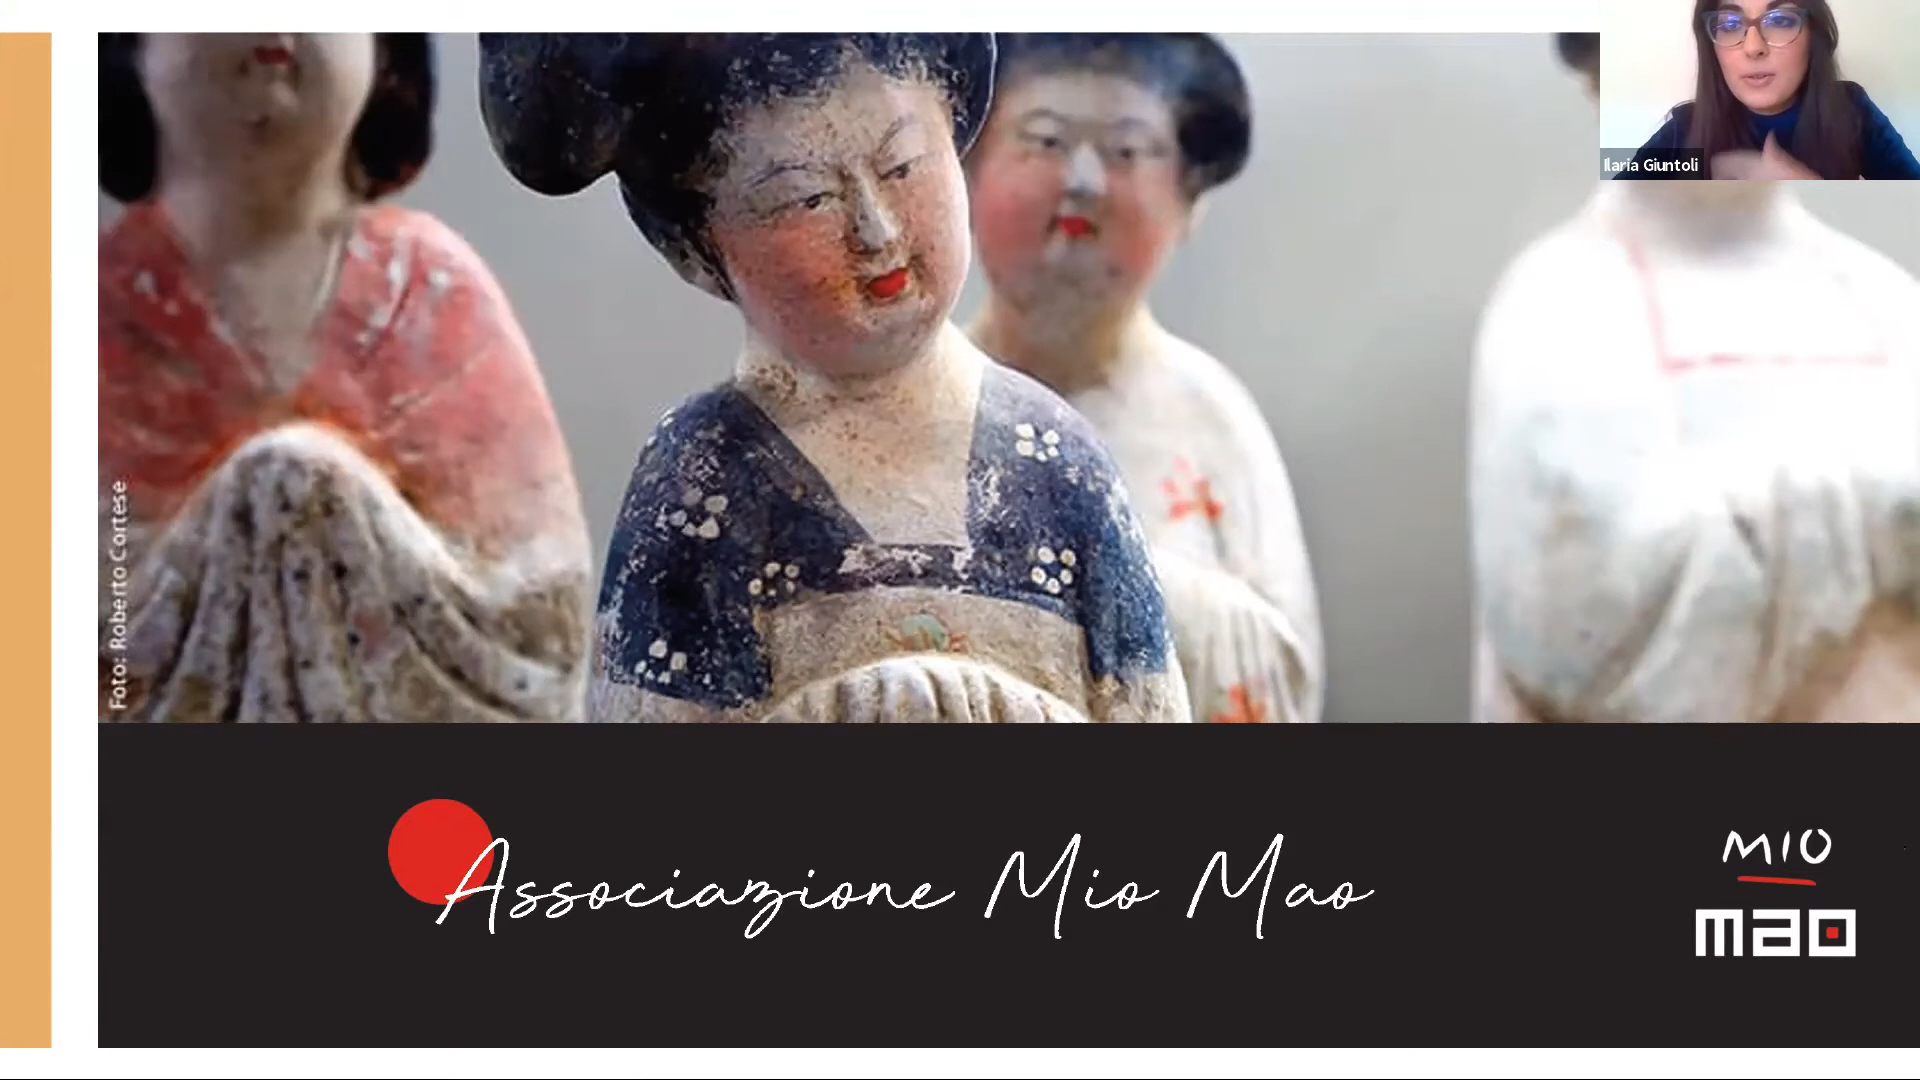 Ilaria Giuntoli
Foto: Roberto Cortese
Associazione Mio Mao
MIO
mao